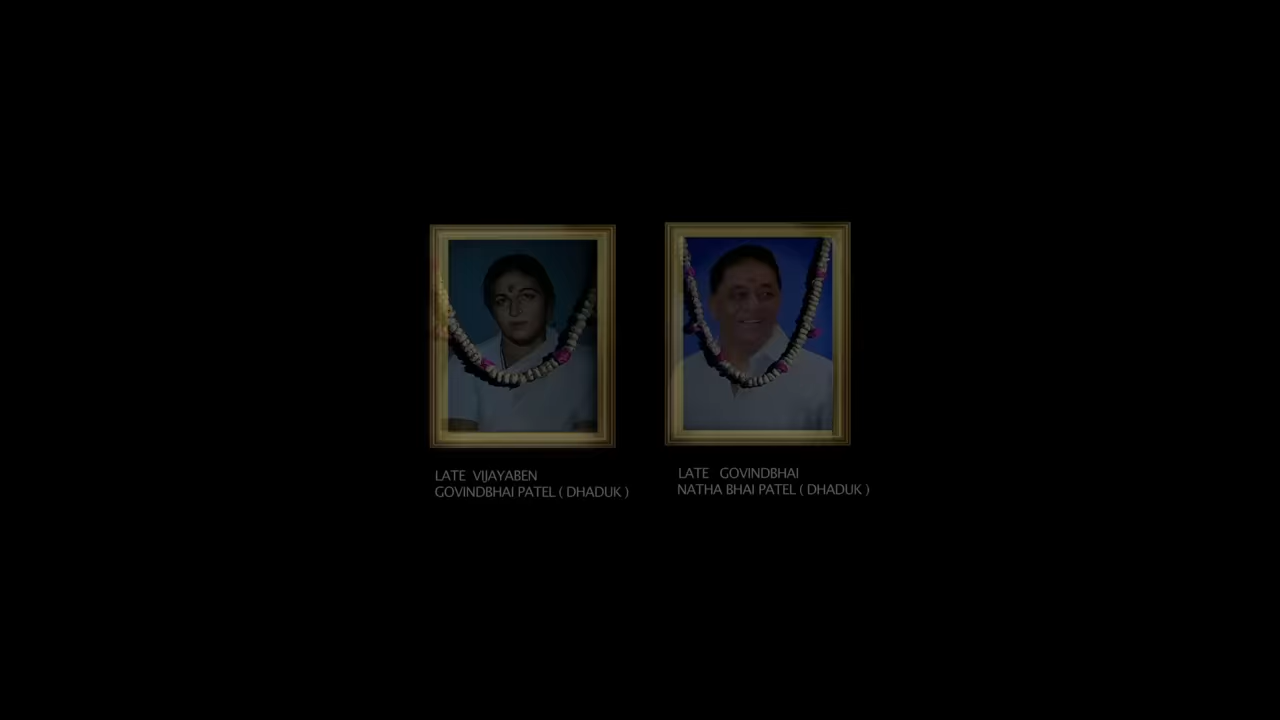 LATE VIJAYABEN
GOVINDBHAI PATEL ( DHADUK )
LATE GOVINDBHAI
NATHA BHAI PATEL ( DHADUK )